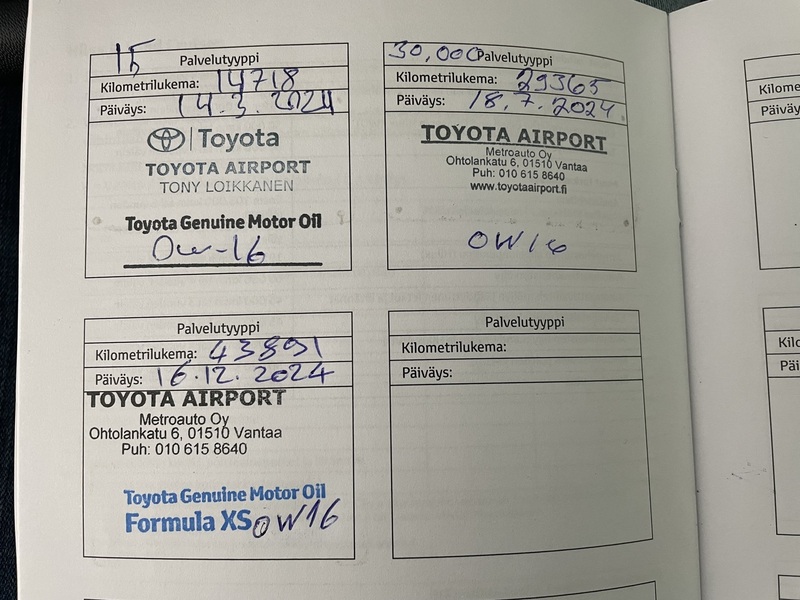 15 Palvelutyyppi
Kilometrilukema: 14718
Päiväys: 14.3.2024
Toyota
TOYOTA AIRPORT
TONY LOIKKANEN
Toyota Genuine Motor Oil
0w-16
30,000 Palvelutyyppi
Kilometrilukema: 29365
Päiväys: 18.7.2024
TOYOTA AIRPORT
Metroauto Oy
Ohtolankatu 6, 01510 Vantaa
Puh: 010 615 8640
www.toyotaairport.fi
0W16
Palvelutyyppi
Kilometrilukema: 43891
Päiväys: 16.12.2024
TOYOTA AIRPORT
Metroauto Oy
Ohtolankatu 6, 01510 Vantaa
Puh: 010 615 8640
Toyota Genuine Motor Oil
Formula XS 0W16
Palvelutyyppi
Kilometrilukema:
Päiväys: